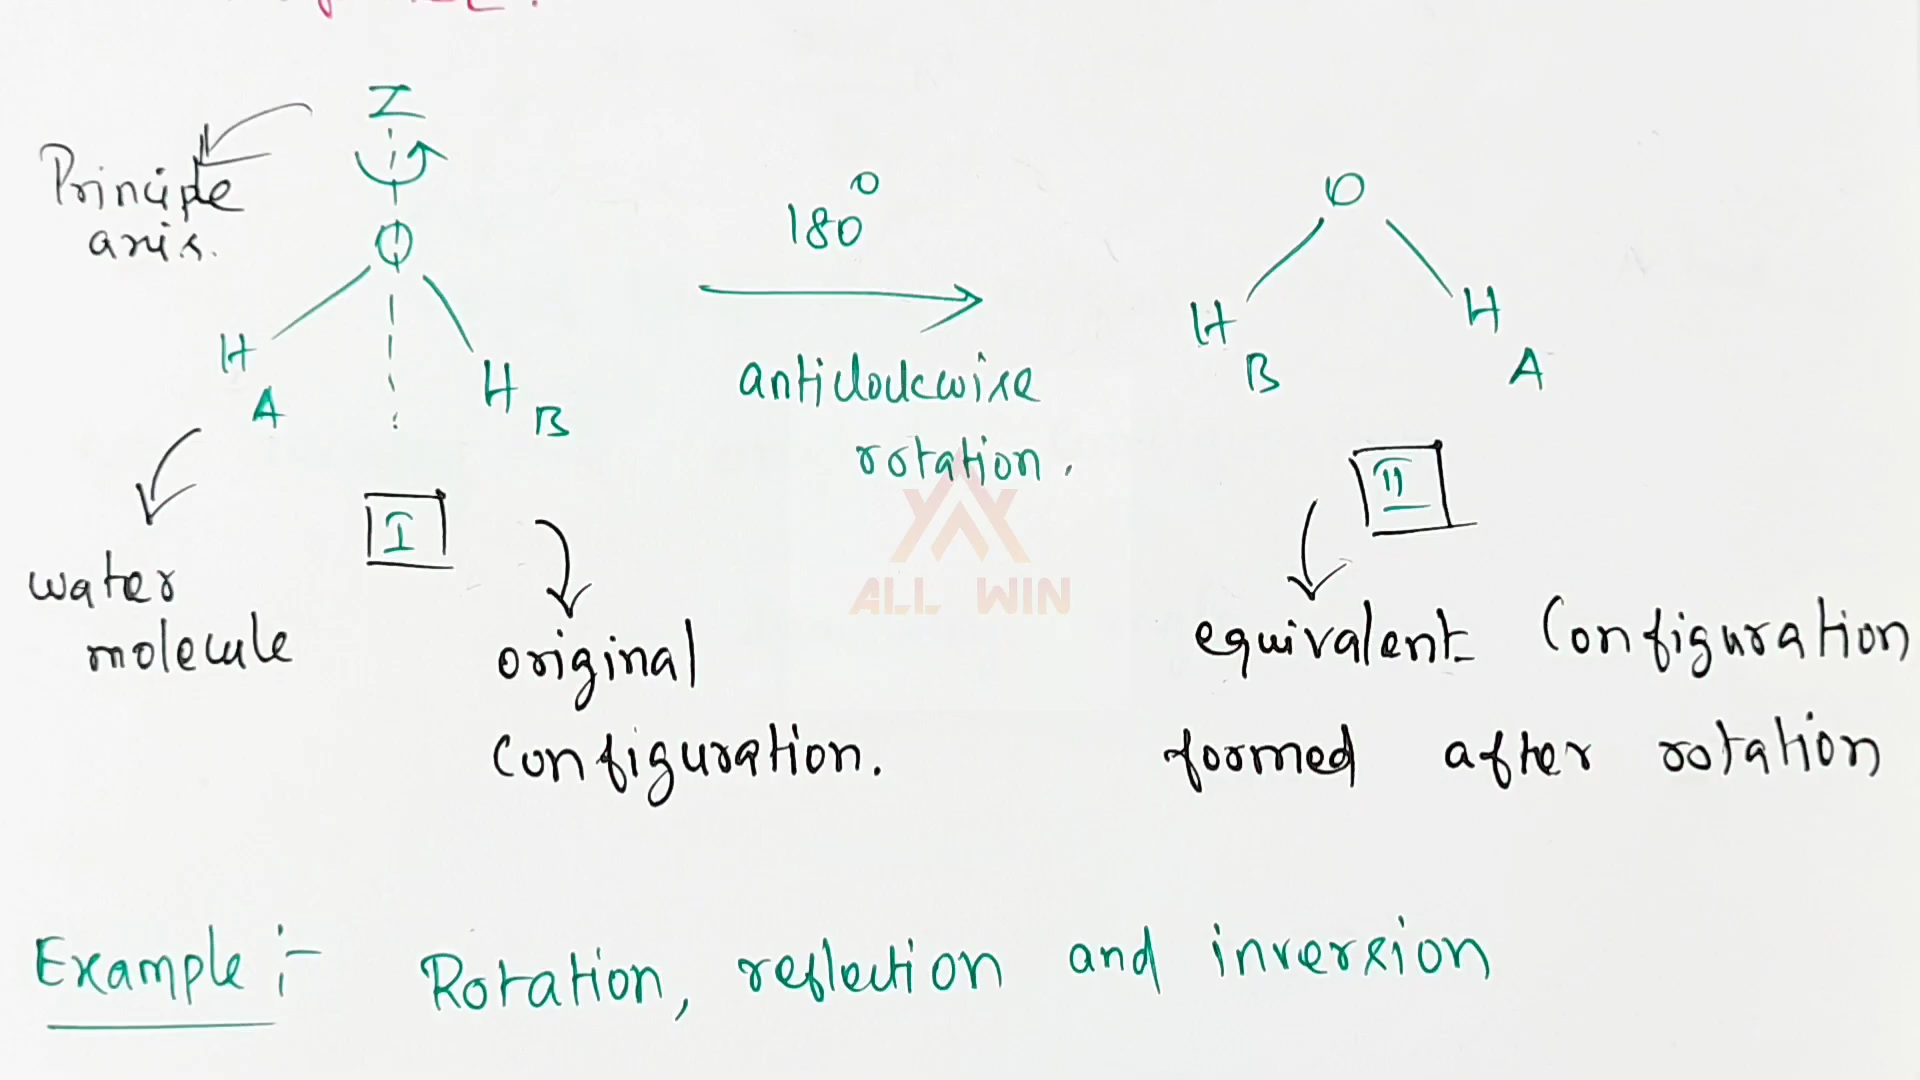 Z
Principle
axis.
O
H
A
H
B
180°
anticlockwise
rotation.
O
H
B
H
A
I
II
water
molecule
original
configuration.
equivalent Configuration
formed after rotation
ALL WIN
Example :-
Rotation, reflection and inversion